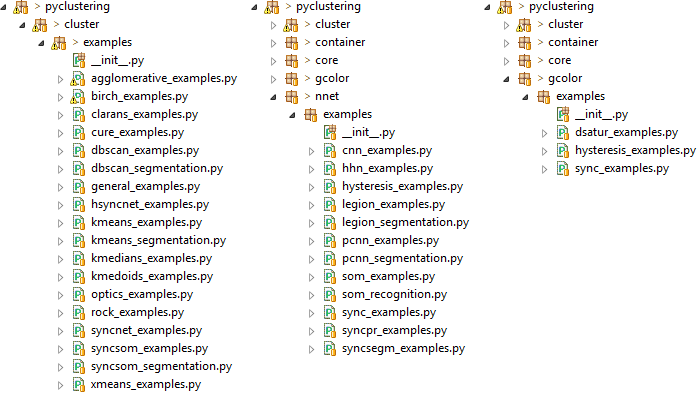 > pyclustering
> cluster
> examples
__init__.py
agglomerative_examples.py
birch_examples.py
clarans_examples.py
cure_examples.py
dbscan_examples.py
dbscan_segmentation.py
general_examples.py
hsyncnet_examples.py
kmeans_examples.py
kmeans_segmentation.py
kmedians_examples.py
kmedoids_examples.py
optics_examples.py
rock_examples.py
syncnet_examples.py
syncsom_examples.py
syncsom_segmentation.py
xmeans_examples.py
> pyclustering
> cluster
> container
> core
> gcolor
> nnet
examples
__init__.py
cnn_examples.py
hhn_examples.py
hysteresis_examples.py
legion_examples.py
legion_segmentation.py
pcnn_examples.py
pcnn_segmentation.py
som_examples.py
som_recognition.py
sync_examples.py
syncpr_examples.py
syncsegm_examples.py
> pyclustering
> cluster
> container
> core
gcolor
examples
__init__.py
dsatur_examples.py
hysteresis_examples.py
sync_examples.py